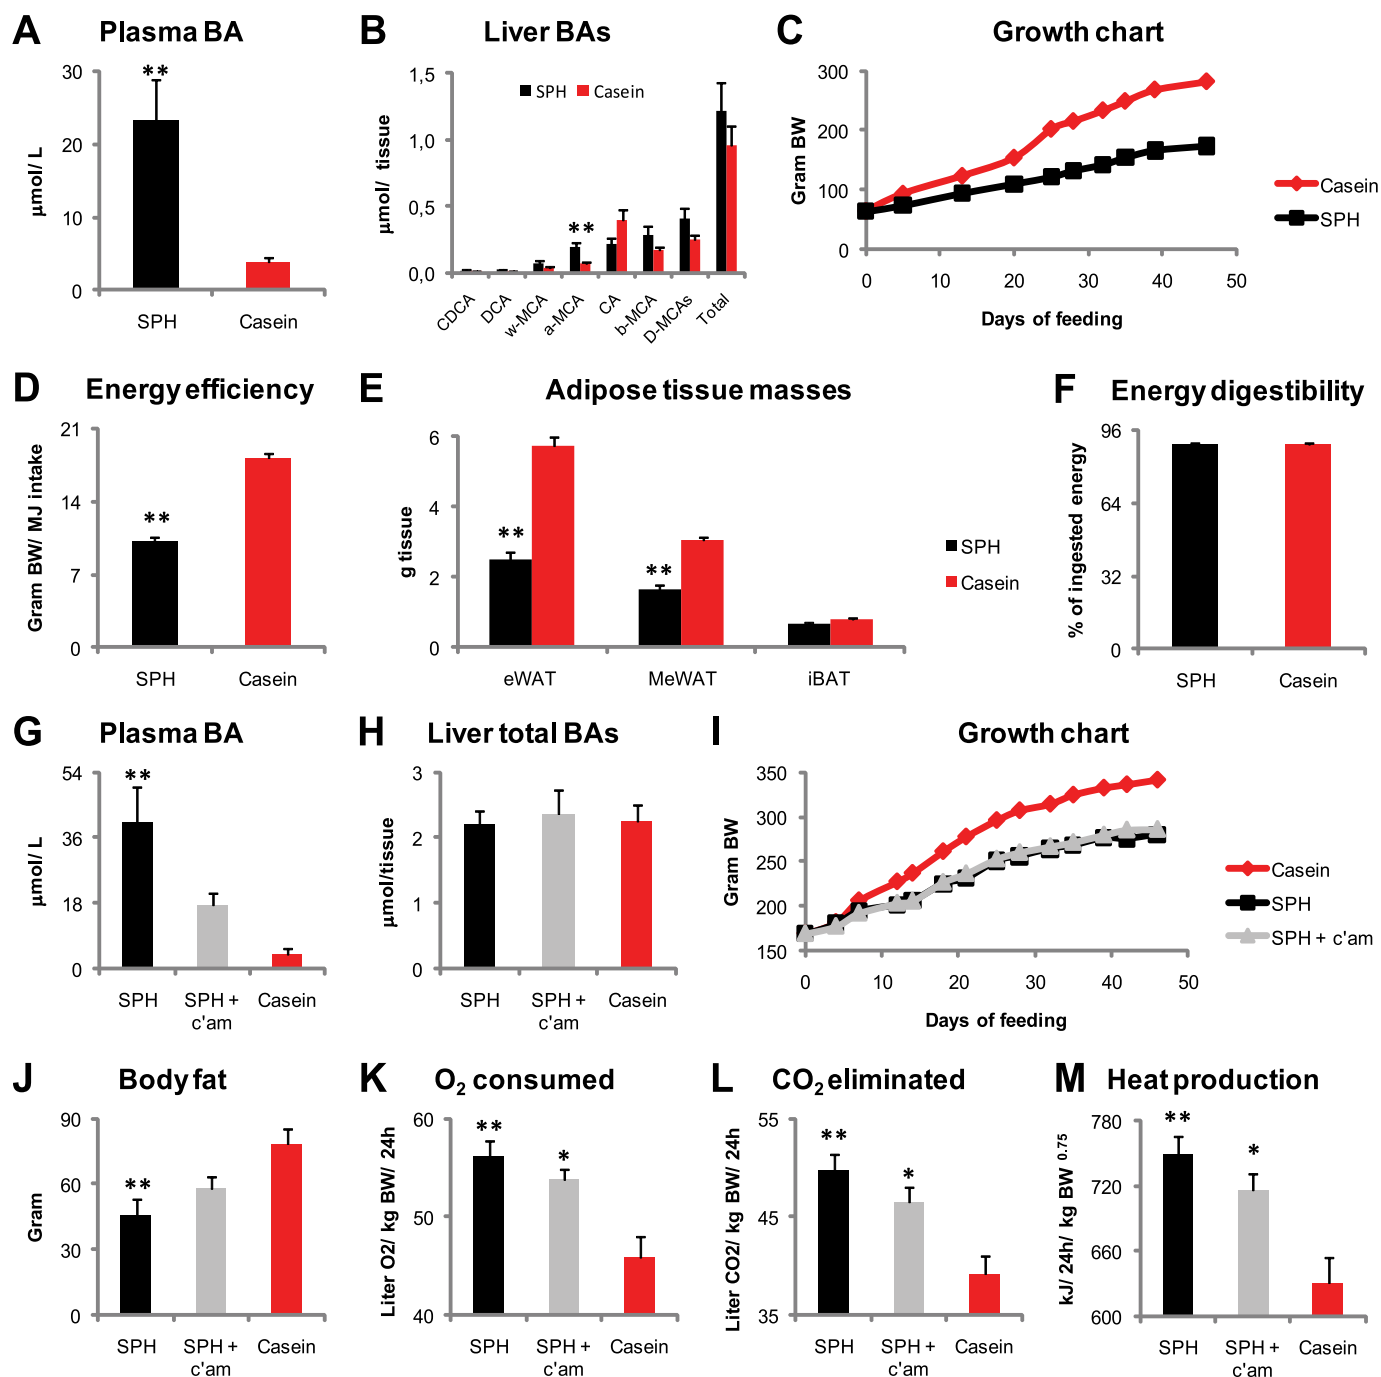 A Plasma BA
30
20
10
0
µmol/ L
**
SPH Casein
B Liver BAs
1,5
1,0
0,5
0,0
µmol/ tissue
SPH Casein
**
CDCA DCA w-MCA a-MCA CA b-MCA D-MCAs Total
C Growth chart
300
200
100
0
Gram BW
0 10 20 30 40 50
Days of feeding
Casein
SPH
D Energy efficiency
21
14
7
0
Gram BW/ MJ intake
**
SPH Casein
E Adipose tissue masses
6
4
2
0
g tissue
**
**
eWAT MeWAT iBAT
SPH
Casein
F Energy digestibility
96
64
32
0
% of ingested energy
SPH Casein
G Plasma BA
54
36
18
0
µmol/ L
**
SPH SPH + Casein
c'am
H Liver total BAs
3
2
1
0
µmol/tissue
SPH SPH + Casein
c'am
I Growth chart
350
300
250
200
150
Gram BW
0 10 20 30 40 50
Days of feeding
Casein
SPH
SPH + c'am
J Body fat
90
60
30
0
Gram
**
SPH SPH + Casein
c'am
K O₂ consumed
60
50
40
Liter O2/ kg BW/ 24h
** *
SPH SPH + Casein
c'am
L CO₂ eliminated
55
45
35
Liter CO2/ kg BW/ 24h
** *
SPH SPH + Casein
c'am
M Heat production
780
720
660
600
kJ/ 24h/ kg BW 0.75
** *
SPH SPH + Casein
c'am